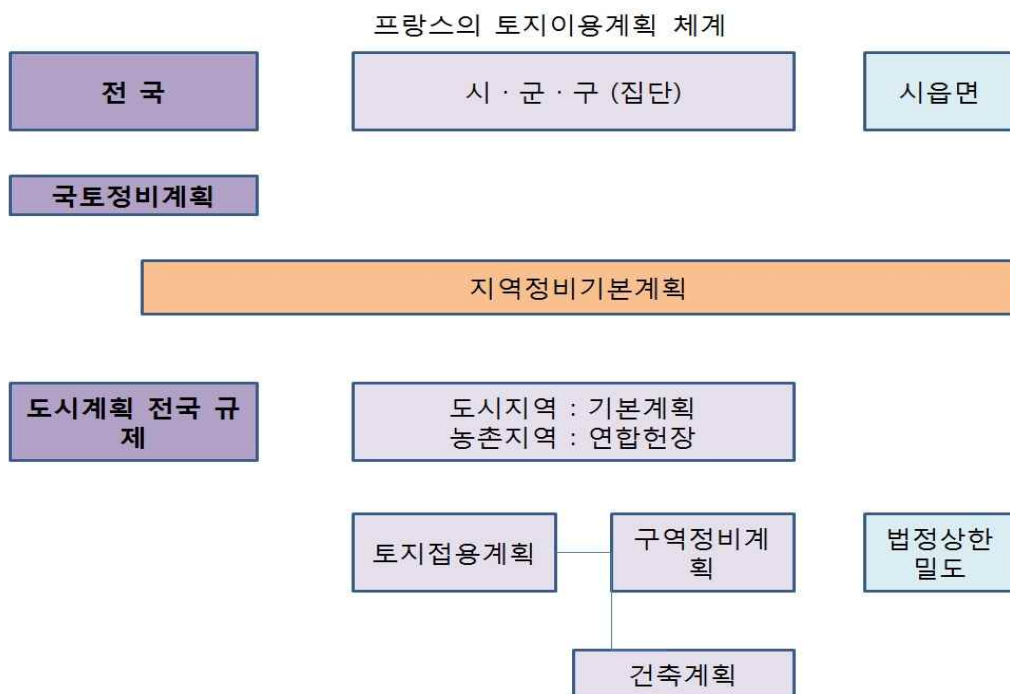 프랑스의 토지이용계획 체계
전 국
시 · 군 · 구 (집단)
시읍면
국토정비계획
지역정비기본계획
도시계획 전국 규
제
도시지역 : 기본계획
농촌지역 : 연합헌장
토지접용계획
구역정비계
획
법정상한
밀도
건축계획